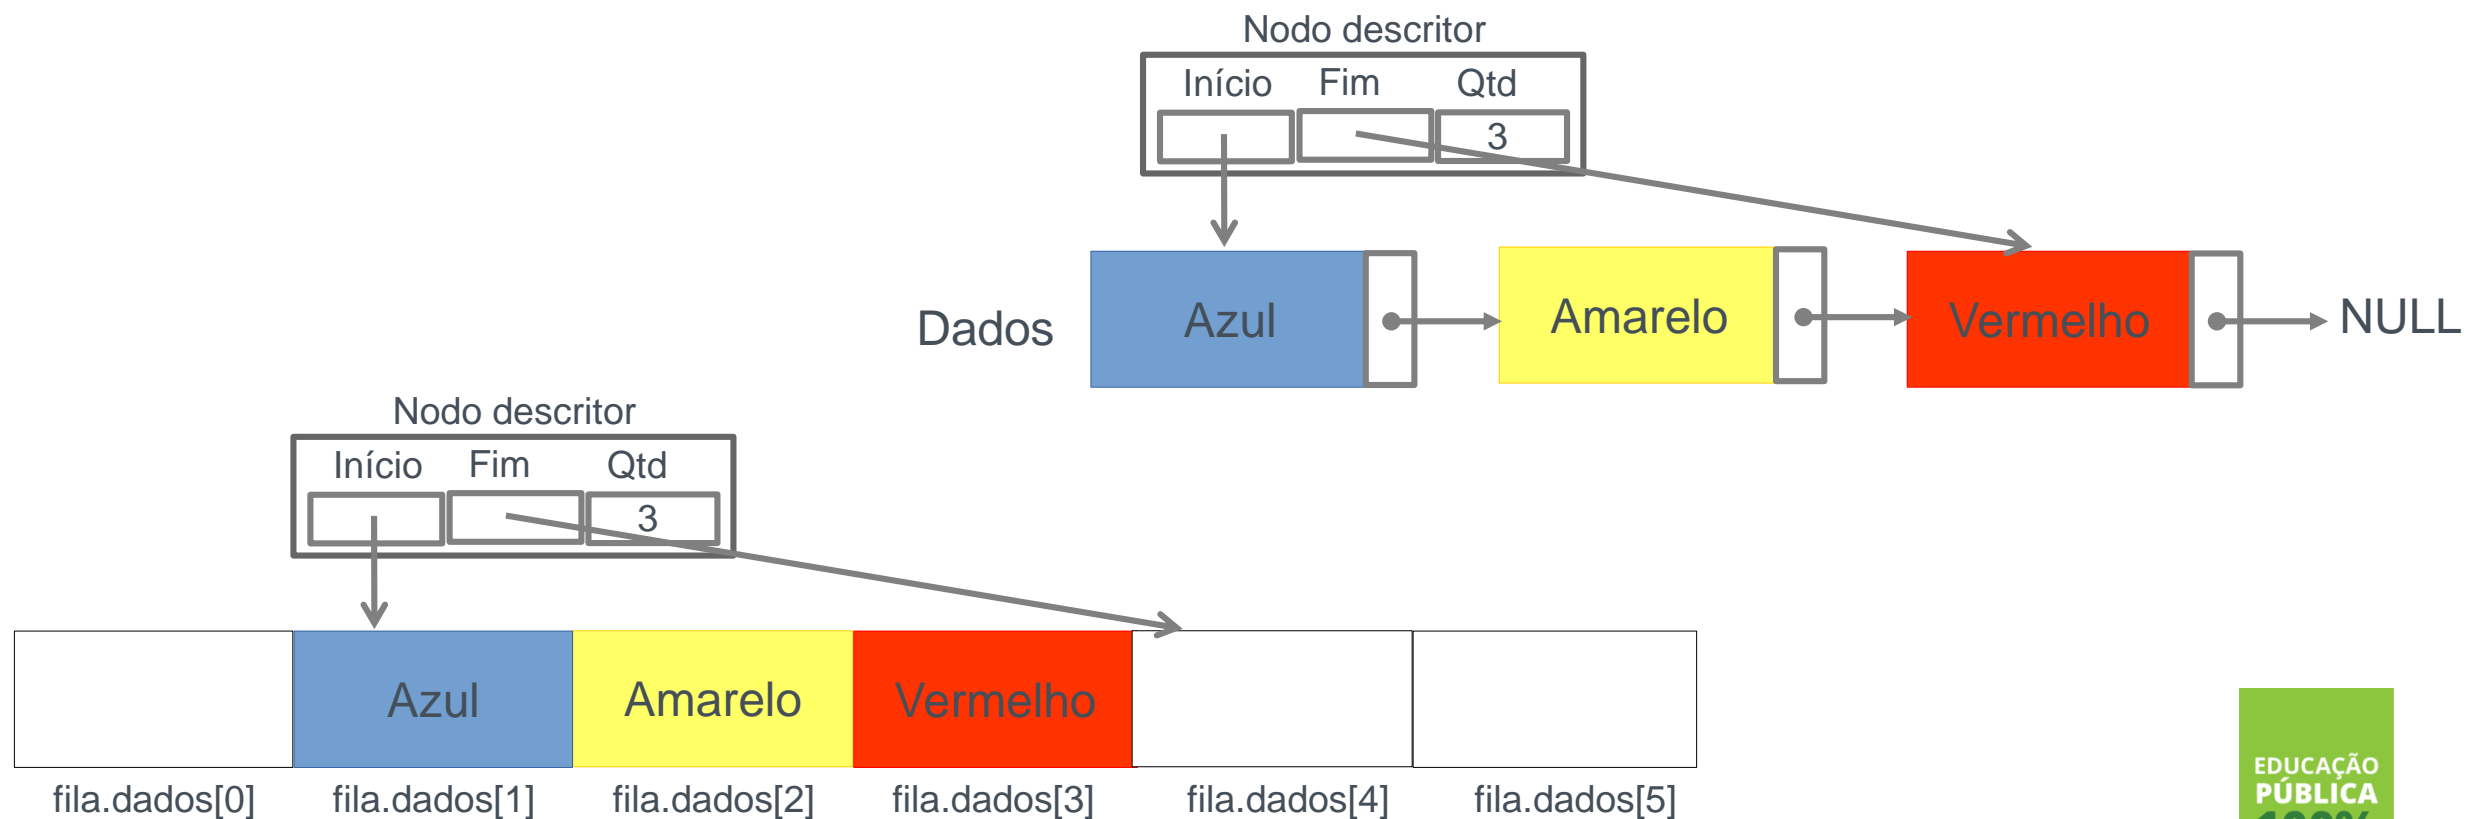 Nodo descritor
Início Fim Qtd
3
Dados Azul Amarelo Vermelho NULL
Nodo descritor
Início Fim Qtd
3
Azul Amarelo Vermelho
fila.dados[0] fila.dados[1] fila.dados[2] fila.dados[3] fila.dados[4] fila.dados[5]
EDUCAÇÃO
PÚBLICA